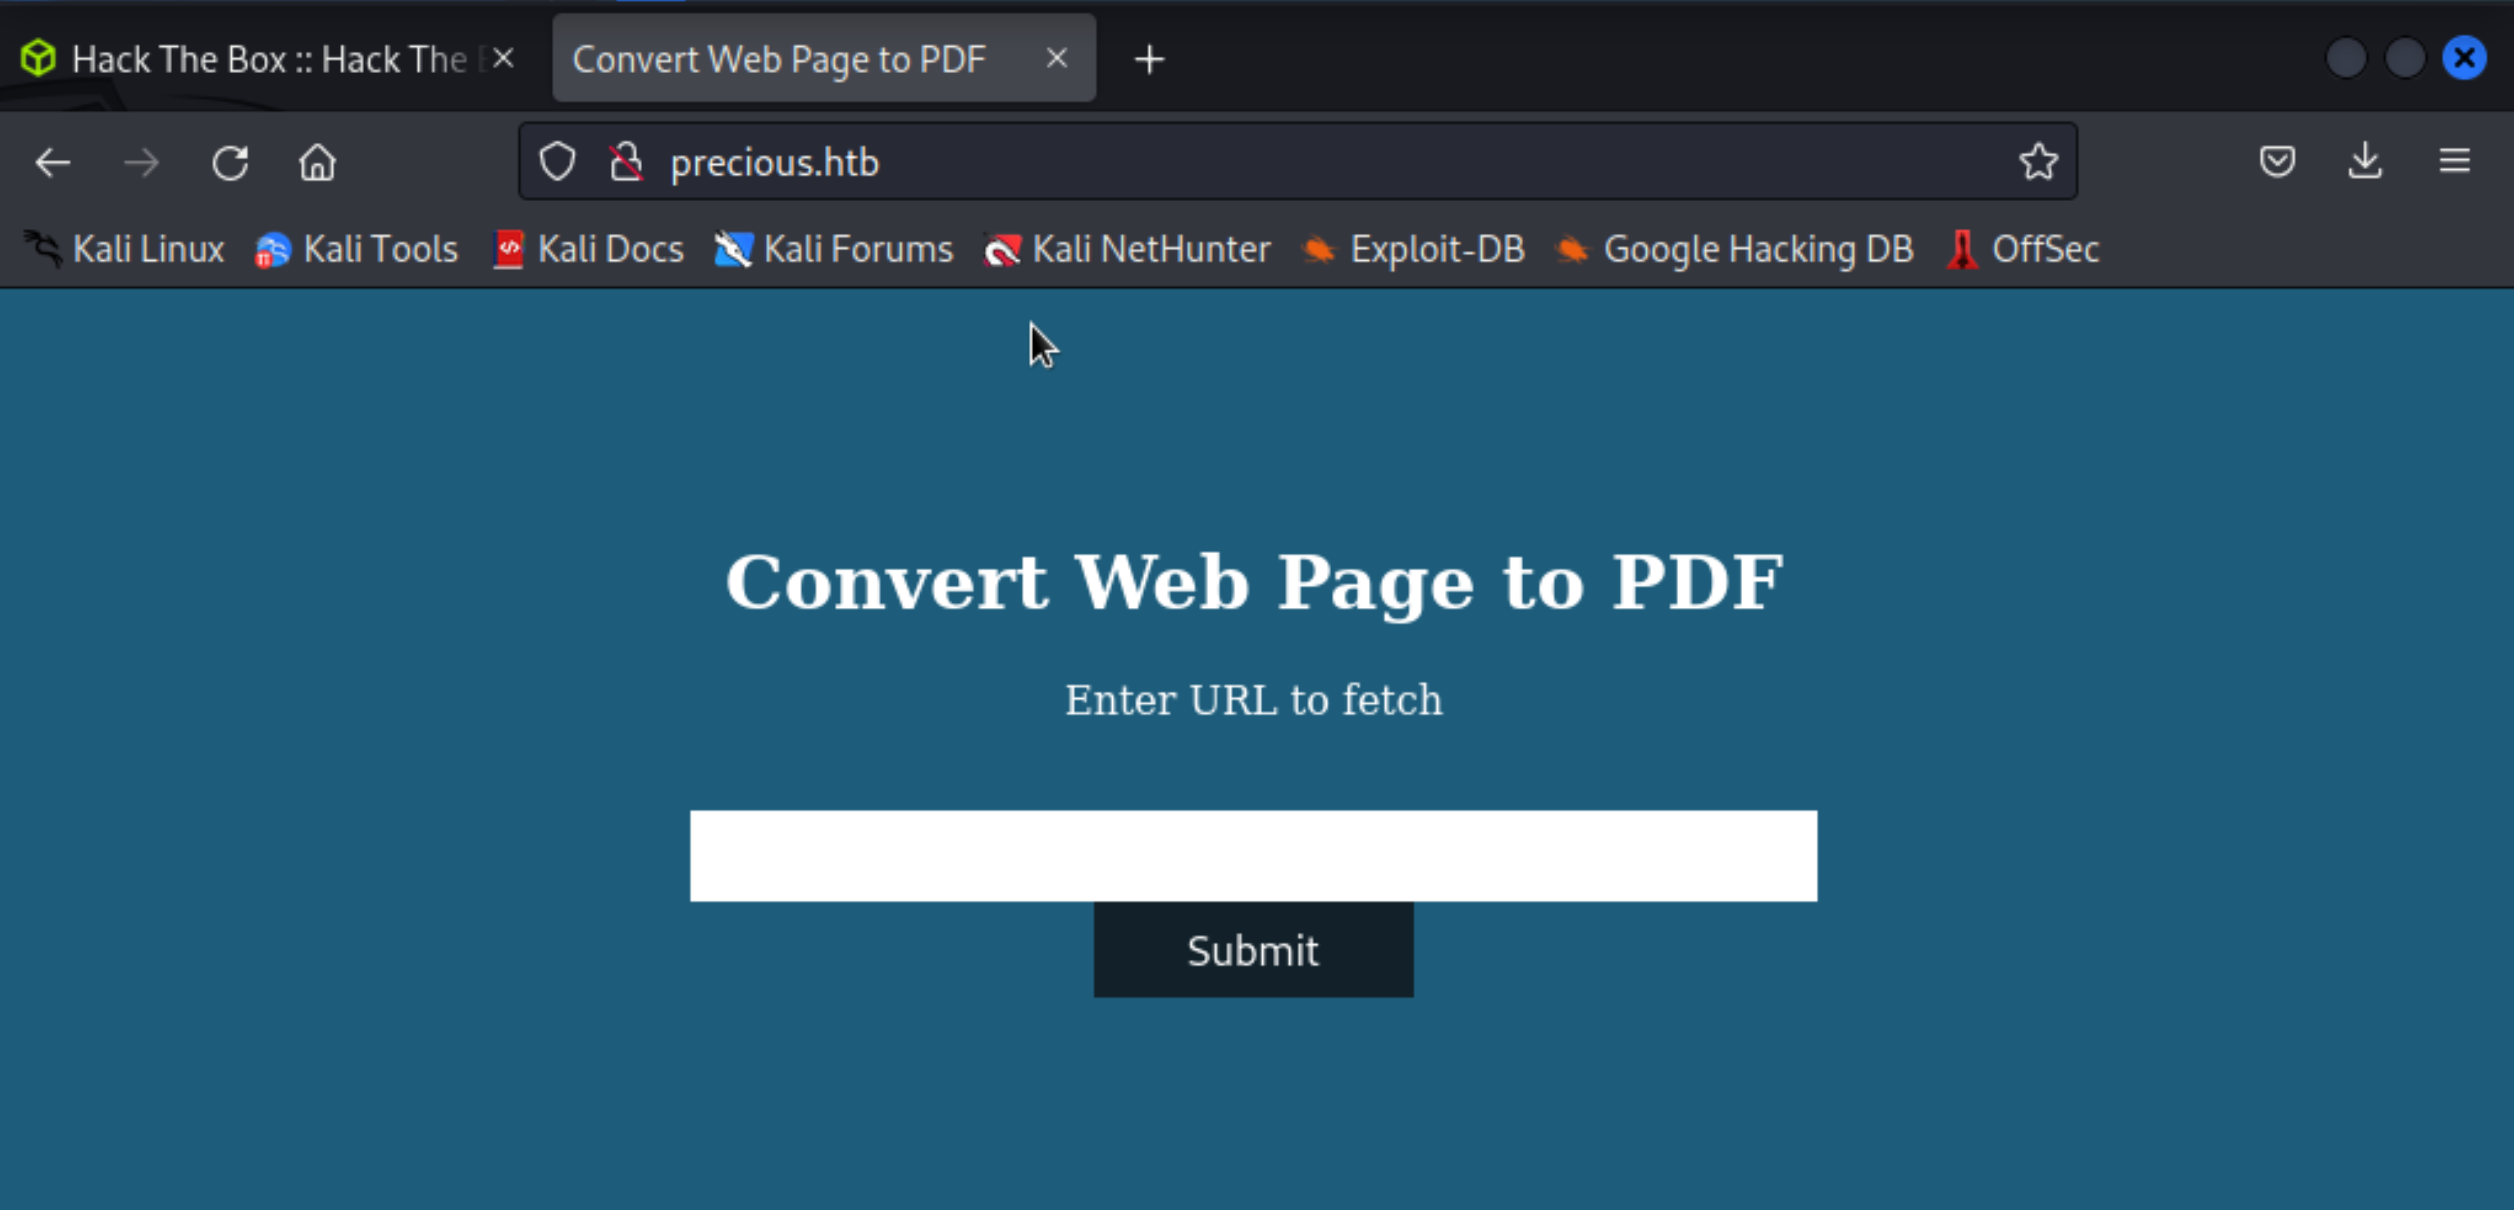 Hack The Box :: Hack The
Convert Web Page to PDF
precious.htb
Kali Linux Kali Tools Kali Docs Kali Forums Kali NetHunter Exploit-DB Google Hacking DB OffSec
Convert Web Page to PDF
Enter URL to fetch
Submit